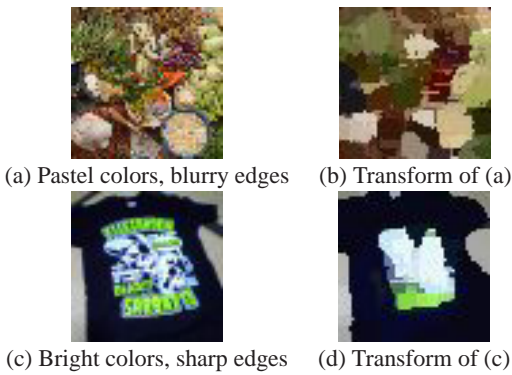 (a) Pastel colors, blurry edges
(b) Transform of (a)
(c) Bright colors, sharp edges
(d) Transform of (c)